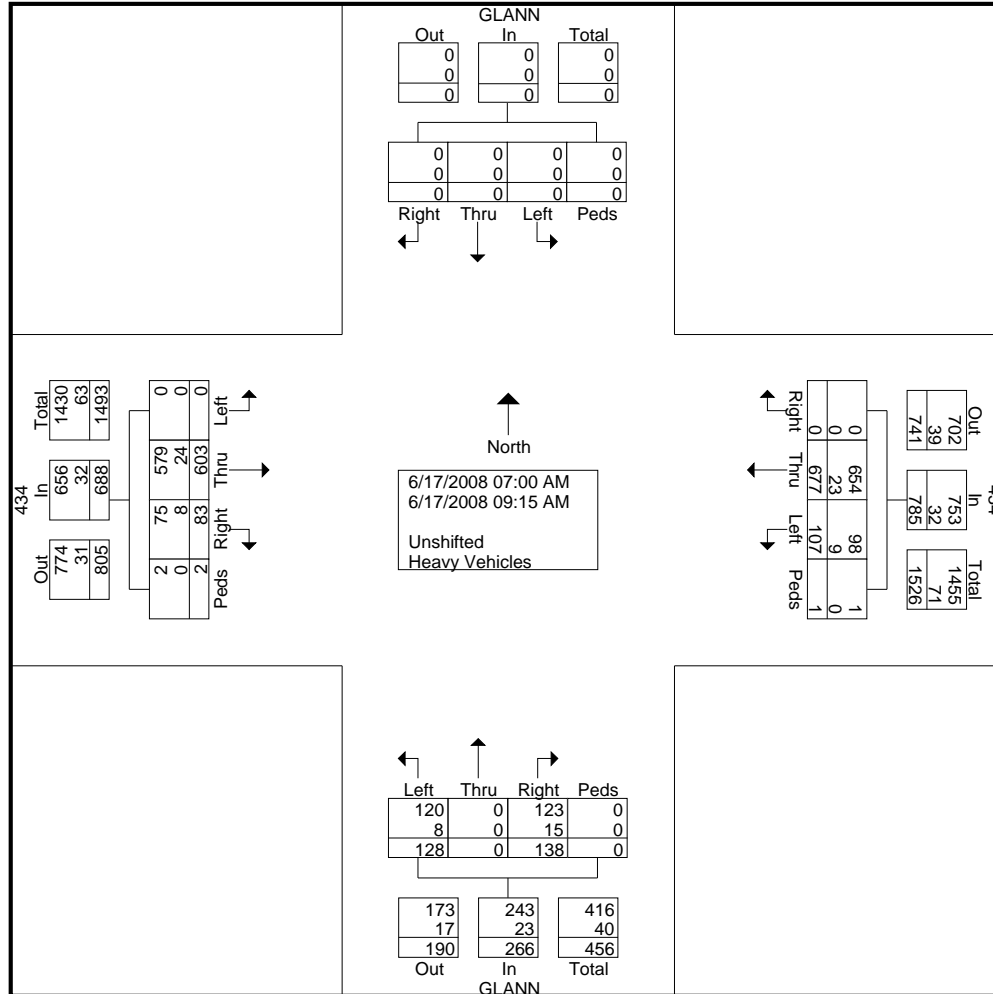 GLANN
Out In Total
0 0 0
0 0 0
0 0 0
0 0 0 0
0 0 0 0
0 0 0 0
Right Thru Left Peds
434
Total In Out
1430 656 774
63 32 31
1493 688 805
0 579 75 2
0 24 8 0
0 603 83 2
Left Thru Right Peds
North
6/17/2008 07:00 AM
6/17/2008 09:15 AM
Unshifted
Heavy Vehicles
Right Thru Left Peds
0 654 98 1
0 23 9 0
0 677 107 1
Out In Total
702 753 1455
39 32 71
741 785 1526
Left Thru Right Peds
120 0 123 0
8 0 15 0
128 0 138 0
173 243 416
17 23 40
190 266 456
Out In Total
GLANN